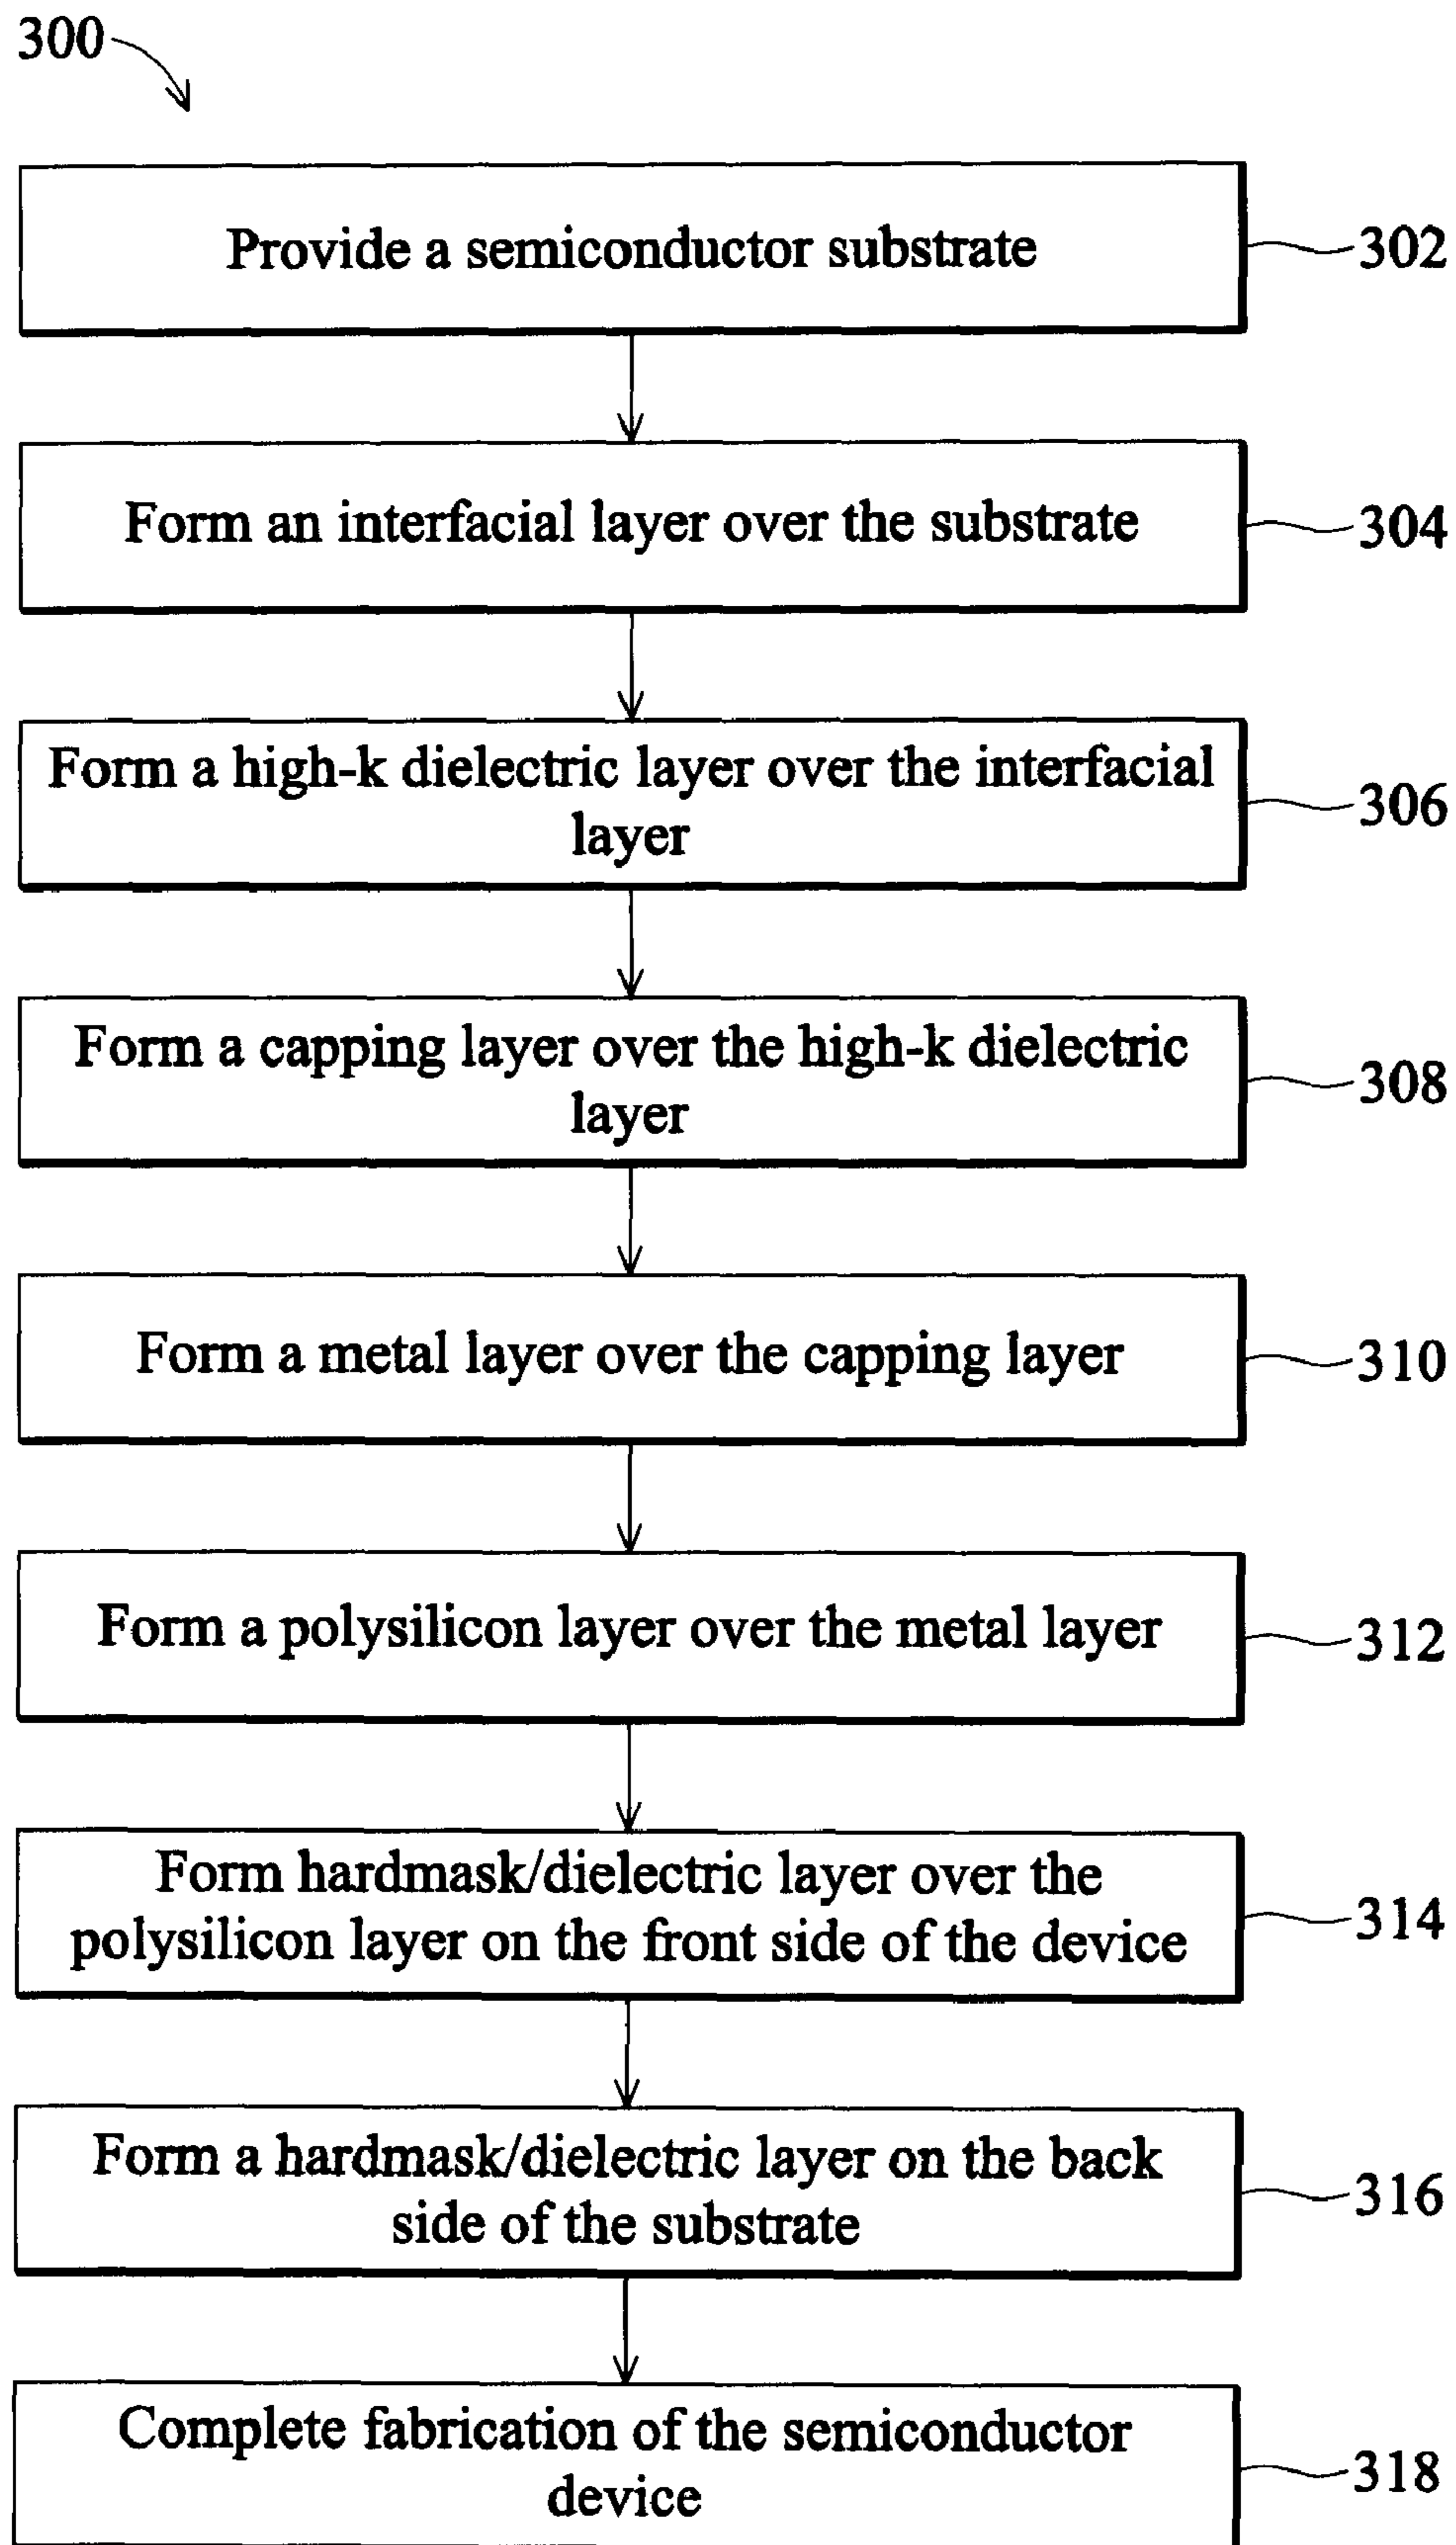 300
Provide a semiconductor substrate
302
Form an interfacial layer over the substrate
304
Form a high-k dielectric layer over the interfacial
layer
306
Form a capping layer over the high-k dielectric
layer
308
Form a metal layer over the capping layer
310
Form a polysilicon layer over the metal layer
312
Form hardmask/dielectric layer over the
polysilicon layer on the front side of the device
314
Form a hardmask/dielectric layer on the back
side of the substrate
316
Complete fabrication of the semiconductor
device
318